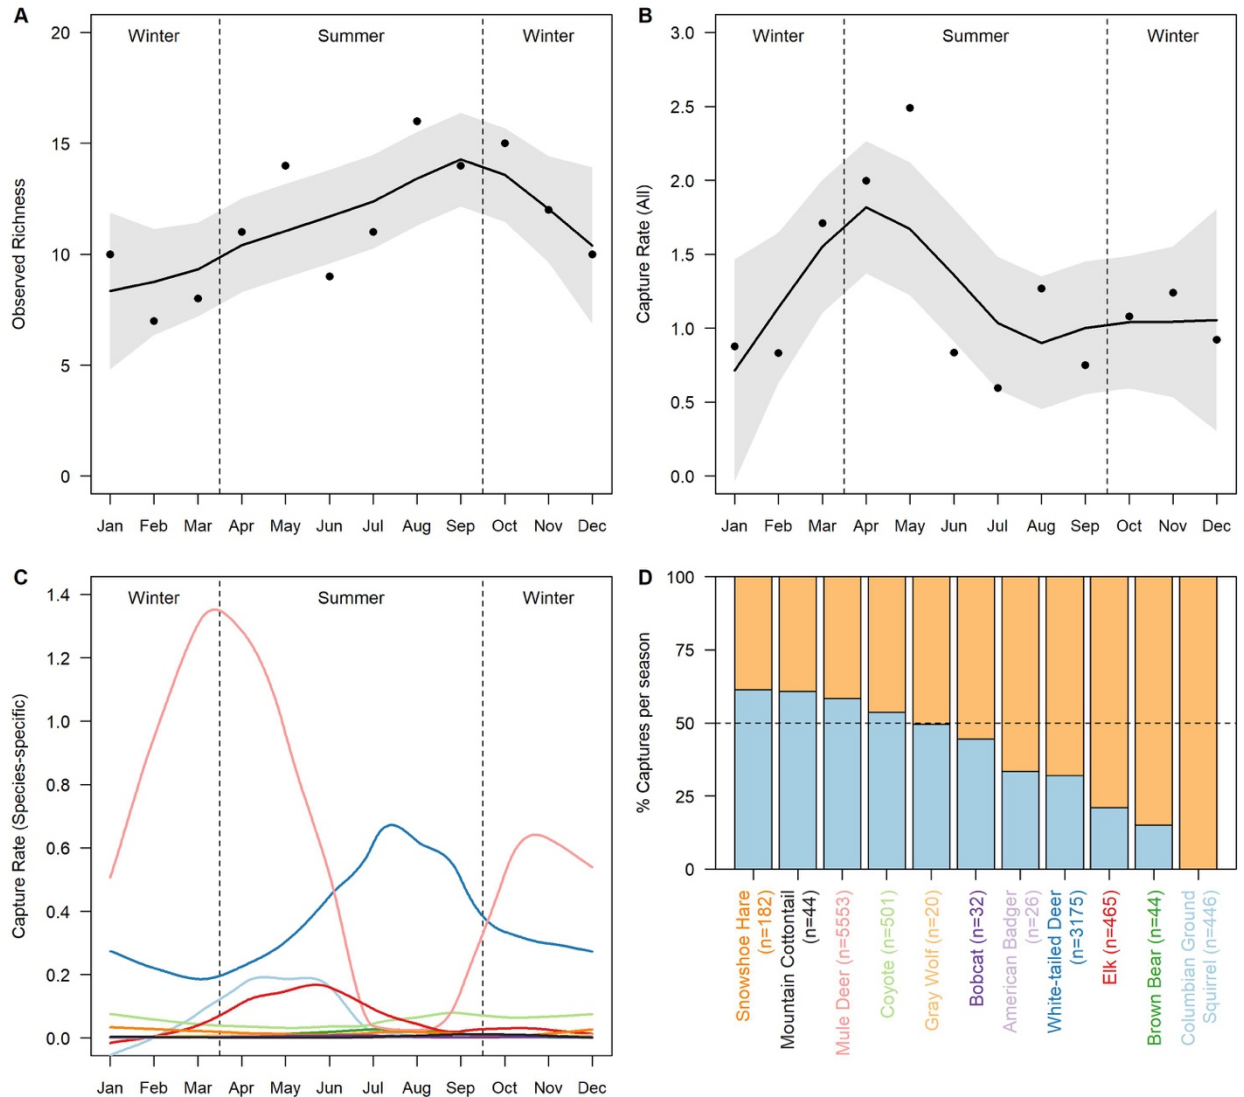 A
Winter Summer Winter
20
15
10
5
0
Observed Richness
Jan Feb Mar Apr May Jun Jul Aug Sep Oct Nov Dec
B
Winter Summer Winter
3.0
2.5
2.0
1.5
1.0
0.5
0.0
Capture Rate (All)
Jan Feb Mar Apr May Jun Jul Aug Sep Oct Nov Dec
C
Winter Summer Winter
1.4
1.2
1.0
0.8
0.6
0.4
0.2
0.0
Capture Rate (Species-specific)
Jan Feb Mar Apr May Jun Jul Aug Sep Oct Nov Dec
D
100
75
50
25
0
% Captures per season
Snowshoe Hare
(n=182)
Mountain Cottontail
(n=44)
Mule Deer (n=5553)
Coyote (n=501)
Gray Wolf (n=20)
Bobcat (n=32)
American Badger
(n=26)
White-tailed Deer
(n=3175)
Elk (n=465)
Brown Bear (n=44)
Columbian Ground
Squirrel (n=446)